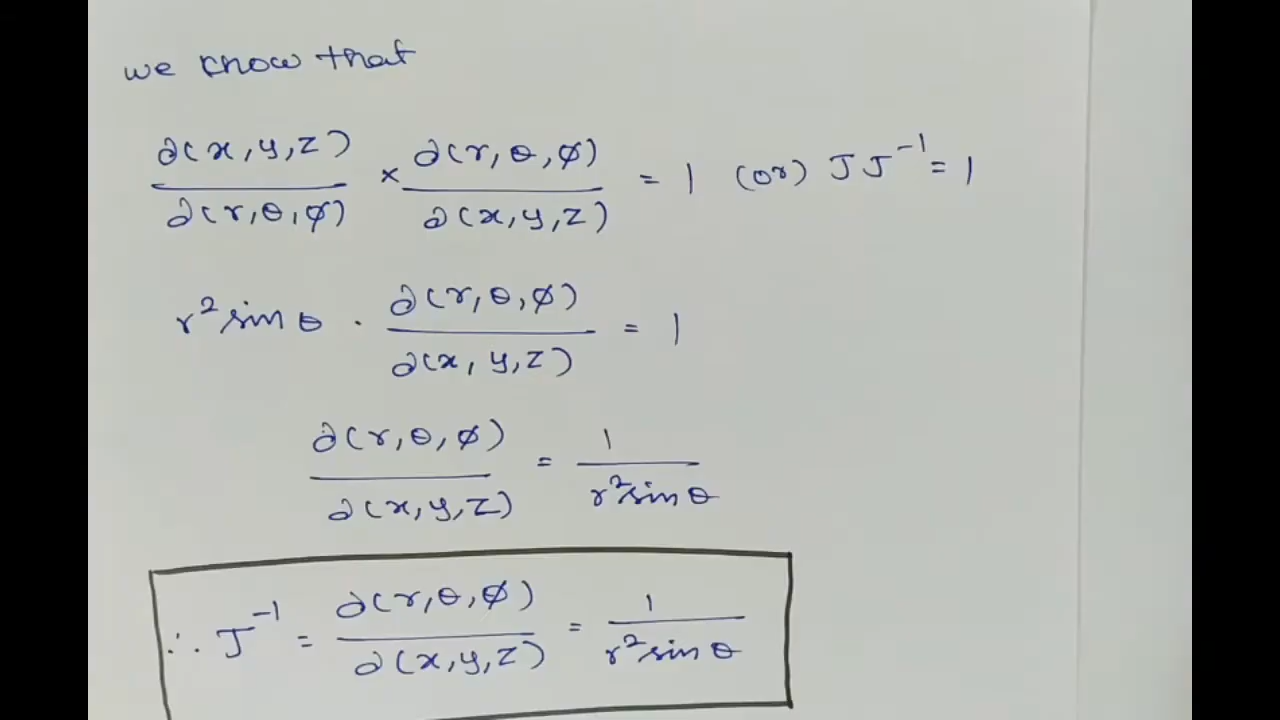 we know that
∂(x,y,z)/∂(r,θ,φ) × ∂(r,θ,φ)/∂(x,y,z) = 1 (or) J J⁻¹ = 1
r² sin θ . ∂(r,θ,φ)/∂(x,y,z) = 1
∂(r,θ,φ)/∂(x,y,z) = 1/r² sin θ
∴ J⁻¹ = ∂(r,θ,φ)/∂(x,y,z) = 1/r² sin θ